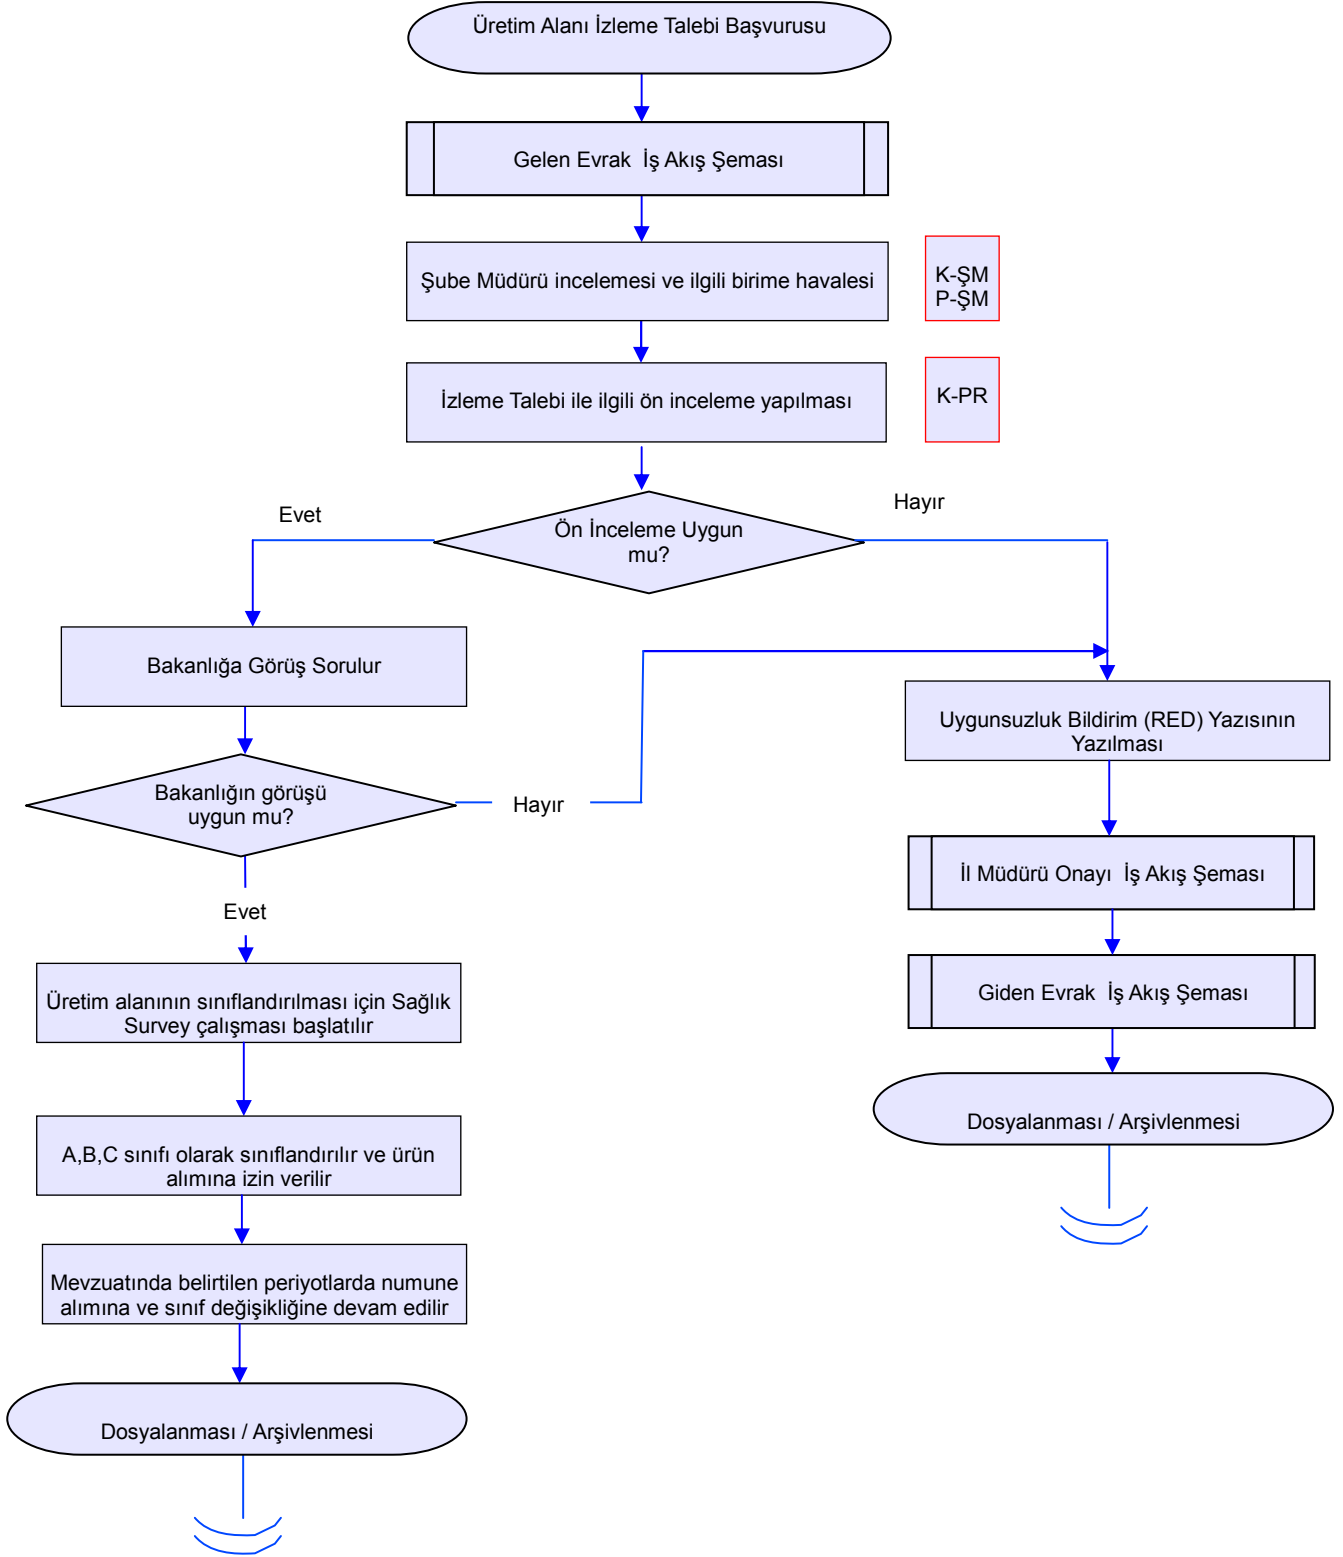 Üretim Alanı İzleme Talebi Başvurusu
Gelen Evrak İş Akış Şeması
Şube Müdürü incelemesi ve ilgili birime havalesi
K-ŞM
P-ŞM
İzleme Talebi ile ilgili ön inceleme yapılması
K-PR
Ön İnceleme Uygun
mu?
Evet
Hayır
Bakanlığa Görüş Sorulur
Bakanlığın görüşü
uygun mu?
Hayır
Evet
Üretim alanının sınıflandırılması için Sağlık
Survey çalışması başlatılır
A,B,C sınıfı olarak sınıflandırılır ve ürün
alımına izin verilir
Mevzuatında belirtilen periyotlarda numune
alımına ve sınıf değişikliğine devam edilir
Dosyalanması / Arşivlenmesi
Uygunsuzluk Bildirim (RED) Yazısının
Yazılması
İl Müdürü Onayı İş Akış Şeması
Giden Evrak İş Akış Şeması
Dosyalanması / Arşivlenmesi